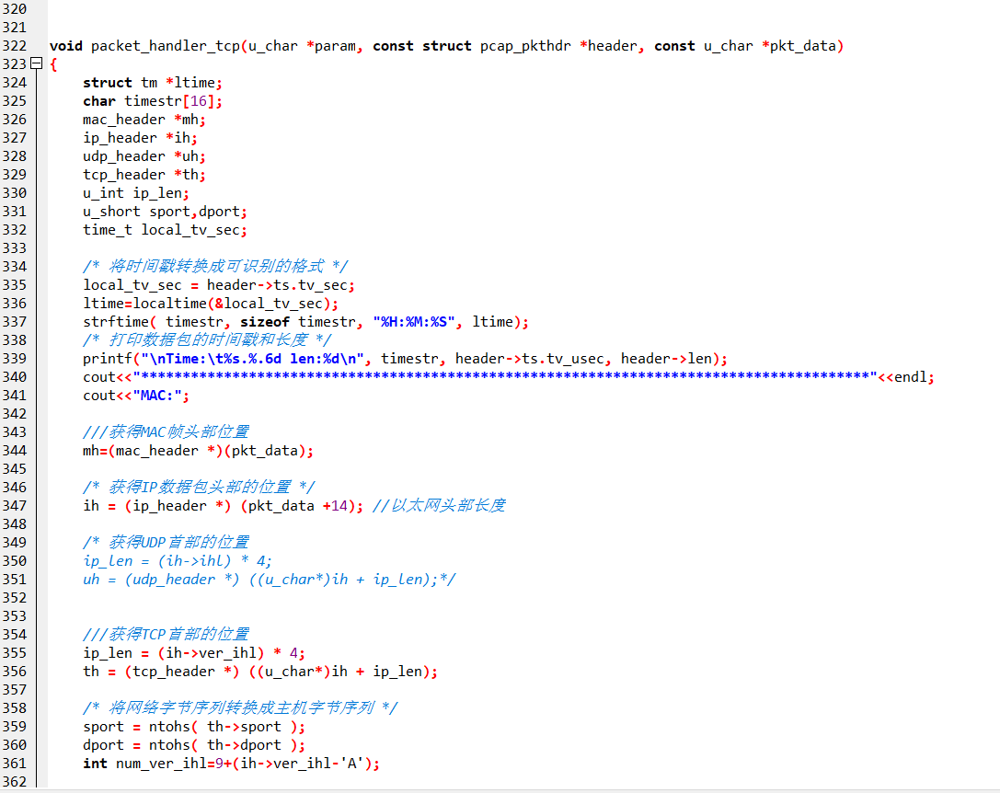 320
321
322 void packet_handler_tcp(u_char *param, const struct pcap_pkthdr *header, const u_char *pkt_data)
323 {
324 struct tm *ltime;
325 char timestr[16];
326 mac_header *mh;
327 ip_header *ih;
328 udp_header *uh;
329 tcp_header *th;
330 u_int ip_len;
331 u_short sport,dport;
332 time_t local_tv_sec;
333
334 /* 将时间戳转换成可识别的格式 */
335 local_tv_sec = header->ts.tv_sec;
336 ltime=localtime(&local_tv_sec);
337 strftime( timestr, sizeof timestr, "%H:%M:%S", ltime);
338 /* 打印数据包的时间戳和长度 */
339 printf("\nTime:\t%s.%.6d len:%d\n", timestr, header->ts.tv_usec, header->len);
340 cout<<"****************************************************************************************"<<endl;
341 cout<<"MAC:";
342
343 ///获得MAC帧头部位置
344 mh=(mac_header *)(pkt_data);
345
346 /* 获得IP数据包头部的位置 */
347 ih = (ip_header *) (pkt_data +14); //以太网头部长度
348
349 /* 获得UDP首部的位置
350 ip_len = (ih->ihl) * 4;
351 uh = (udp_header *) ((u_char*)ih + ip_len);*/
352
353
354 ///获得TCP首部的位置
355 ip_len = (ih->ver_ihl) * 4;
356 th = (tcp_header *) ((u_char*)ih + ip_len);
357
358 /* 将网络字节序列转换成主机字节序列 */
359 sport = ntohs( th->sport );
360 dport = ntohs( th->dport );
361 int num_ver_ihl=9+(ih->ver_ihl-'A');
362